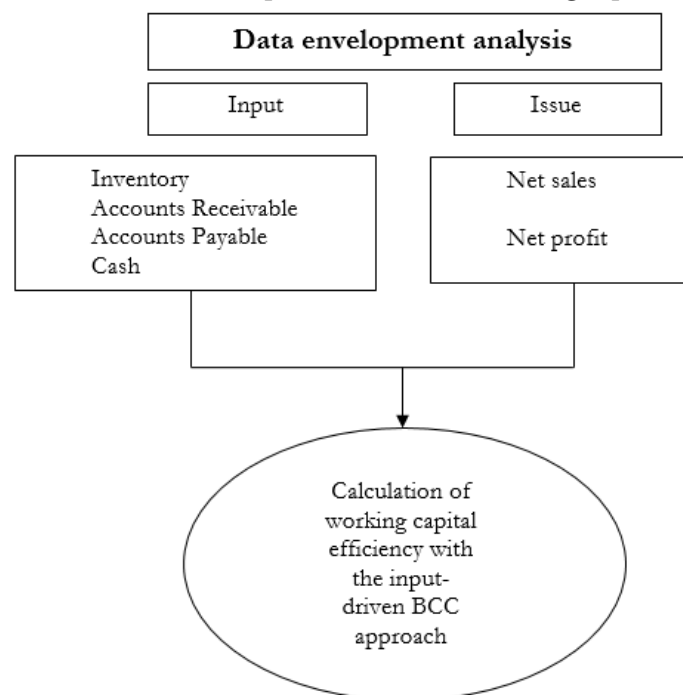 Data envelopment analysis
Input
Issue
Inventory
Accounts Receivable
Accounts Payable
Cash
Net sales
Net profit
Calculation of
working capital
efficiency with
the input-
driven BCC
approach